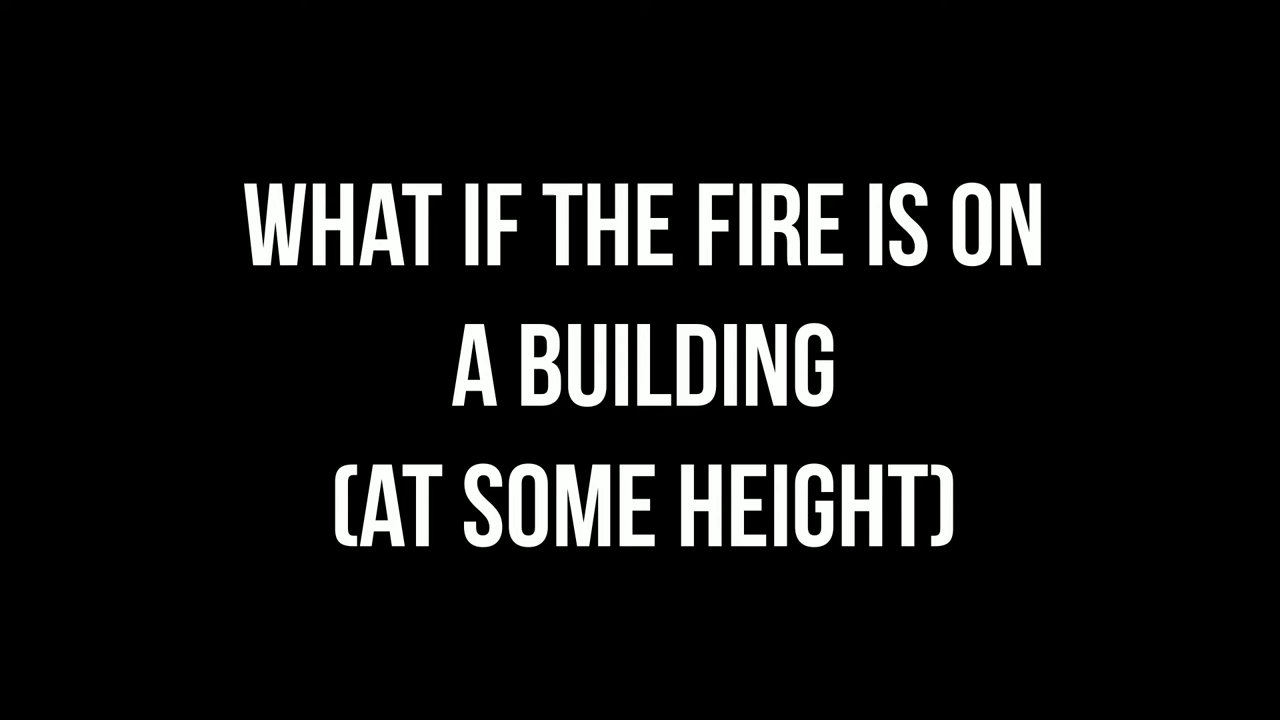 WHAT IF THE FIRE IS ON
A BUILDING
(AT SOME HEIGHT)